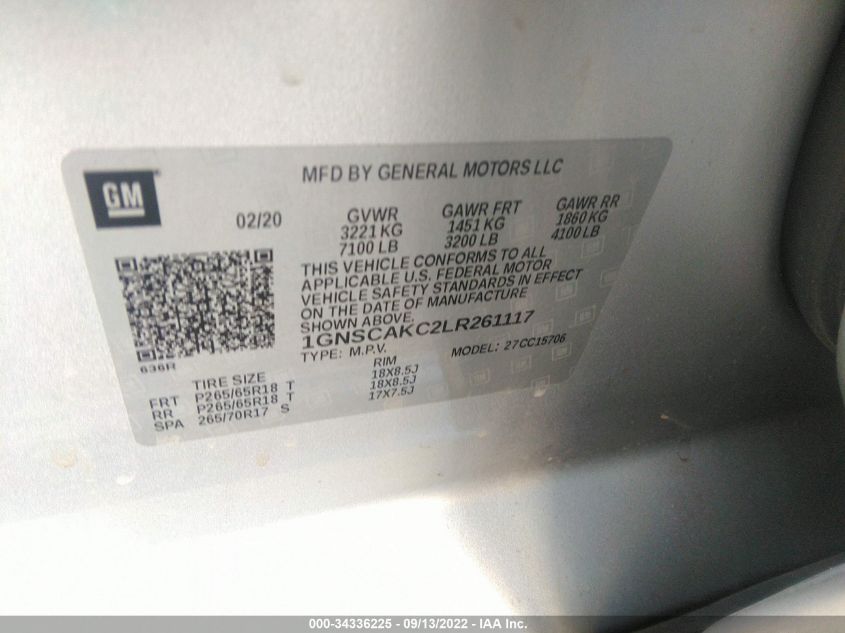 GM
MFD BY GENERAL MOTORS LLC
02/20
GVWR
3221 KG
7100 LB
GAWR FRT
1451 KG
3200 LB
GAWR RR
1860 KG
4100 LB
THIS VEHICLE CONFORMS TO ALL
APPLICABLE U.S. FEDERAL MOTOR
VEHICLE SAFETY STANDARDS IN EFFECT
ON THE DATE OF MANUFACTURE
SHOWN ABOVE.
1GNSCAKC2LR261117
TYPE: M.P.V. MODEL: 27CC15706
636R
TIRE SIZE RIM
FRT P265/65R18 T 18X8.5J
RR P265/65R18 T 18X8.5J
SPA 265/70R17 S 17X7.5J
000-34336225 - 09/13/2022 - IAA Inc.